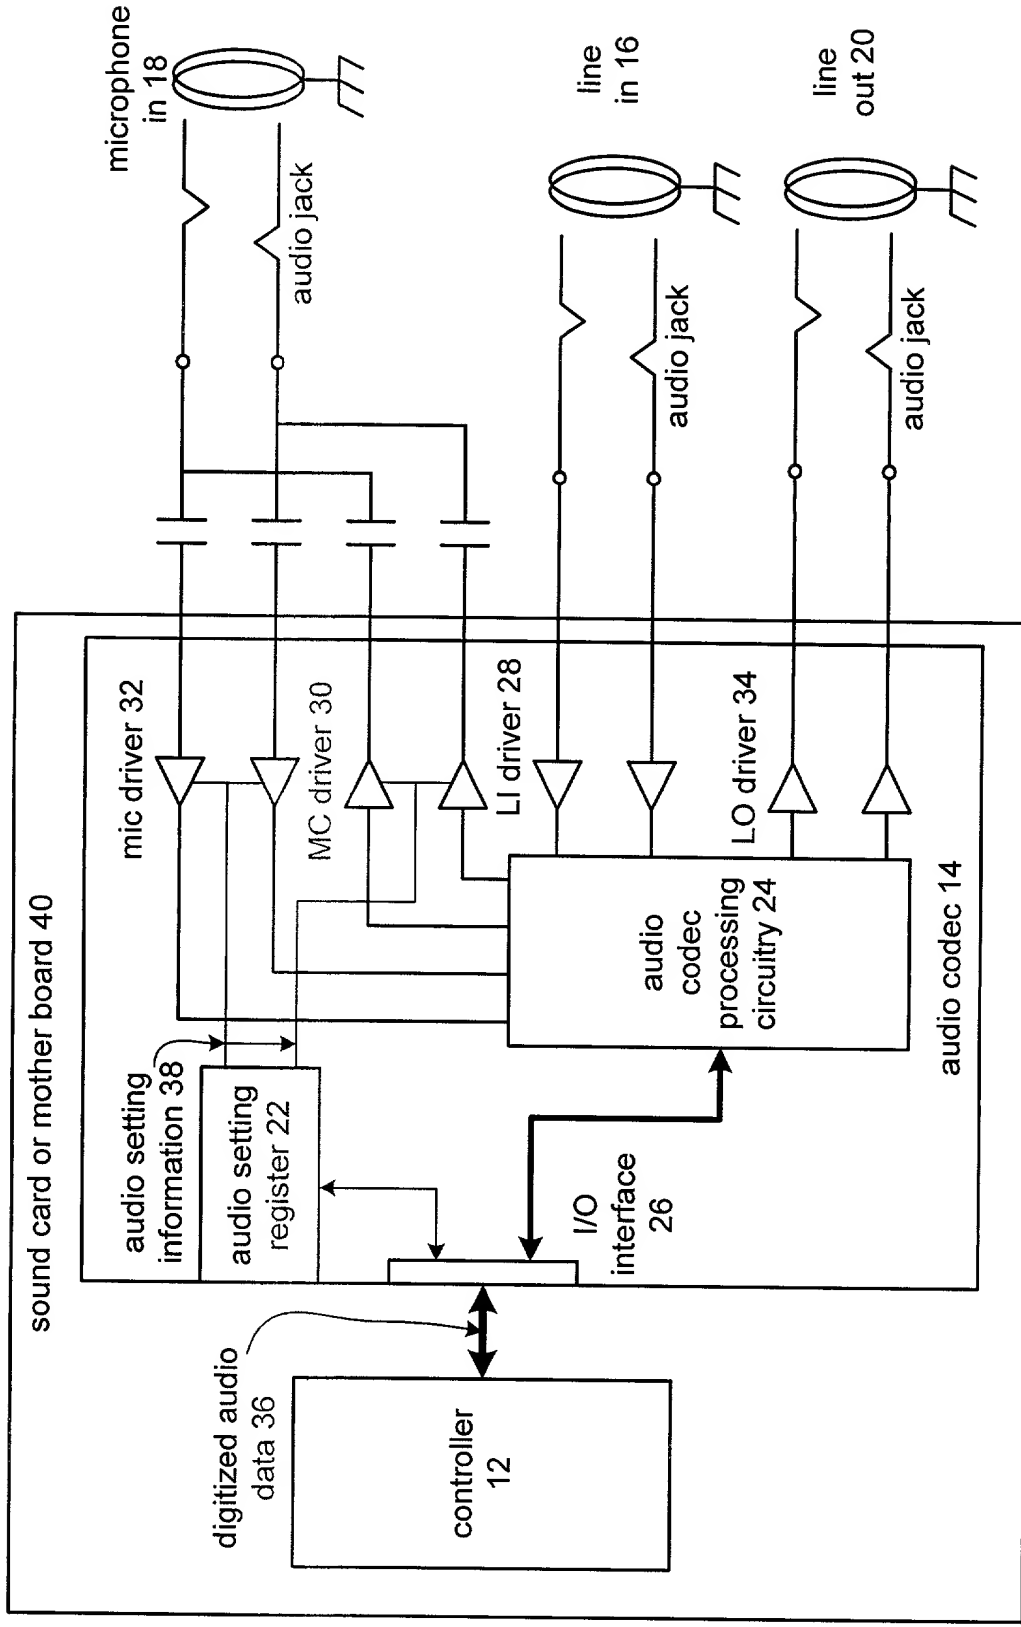 sound card or mother board 40
digitized audio
data 36
controller
12
audio setting
information 38
audio setting
register 22
I/O
interface
26
mic driver 32
MC driver 30
LI driver 28
LO driver 34
audio
codec
processing
circuitry 24
audio codec 14
microphone
in 18
audio jack
line
in 16
audio jack
line
out 20
audio jack